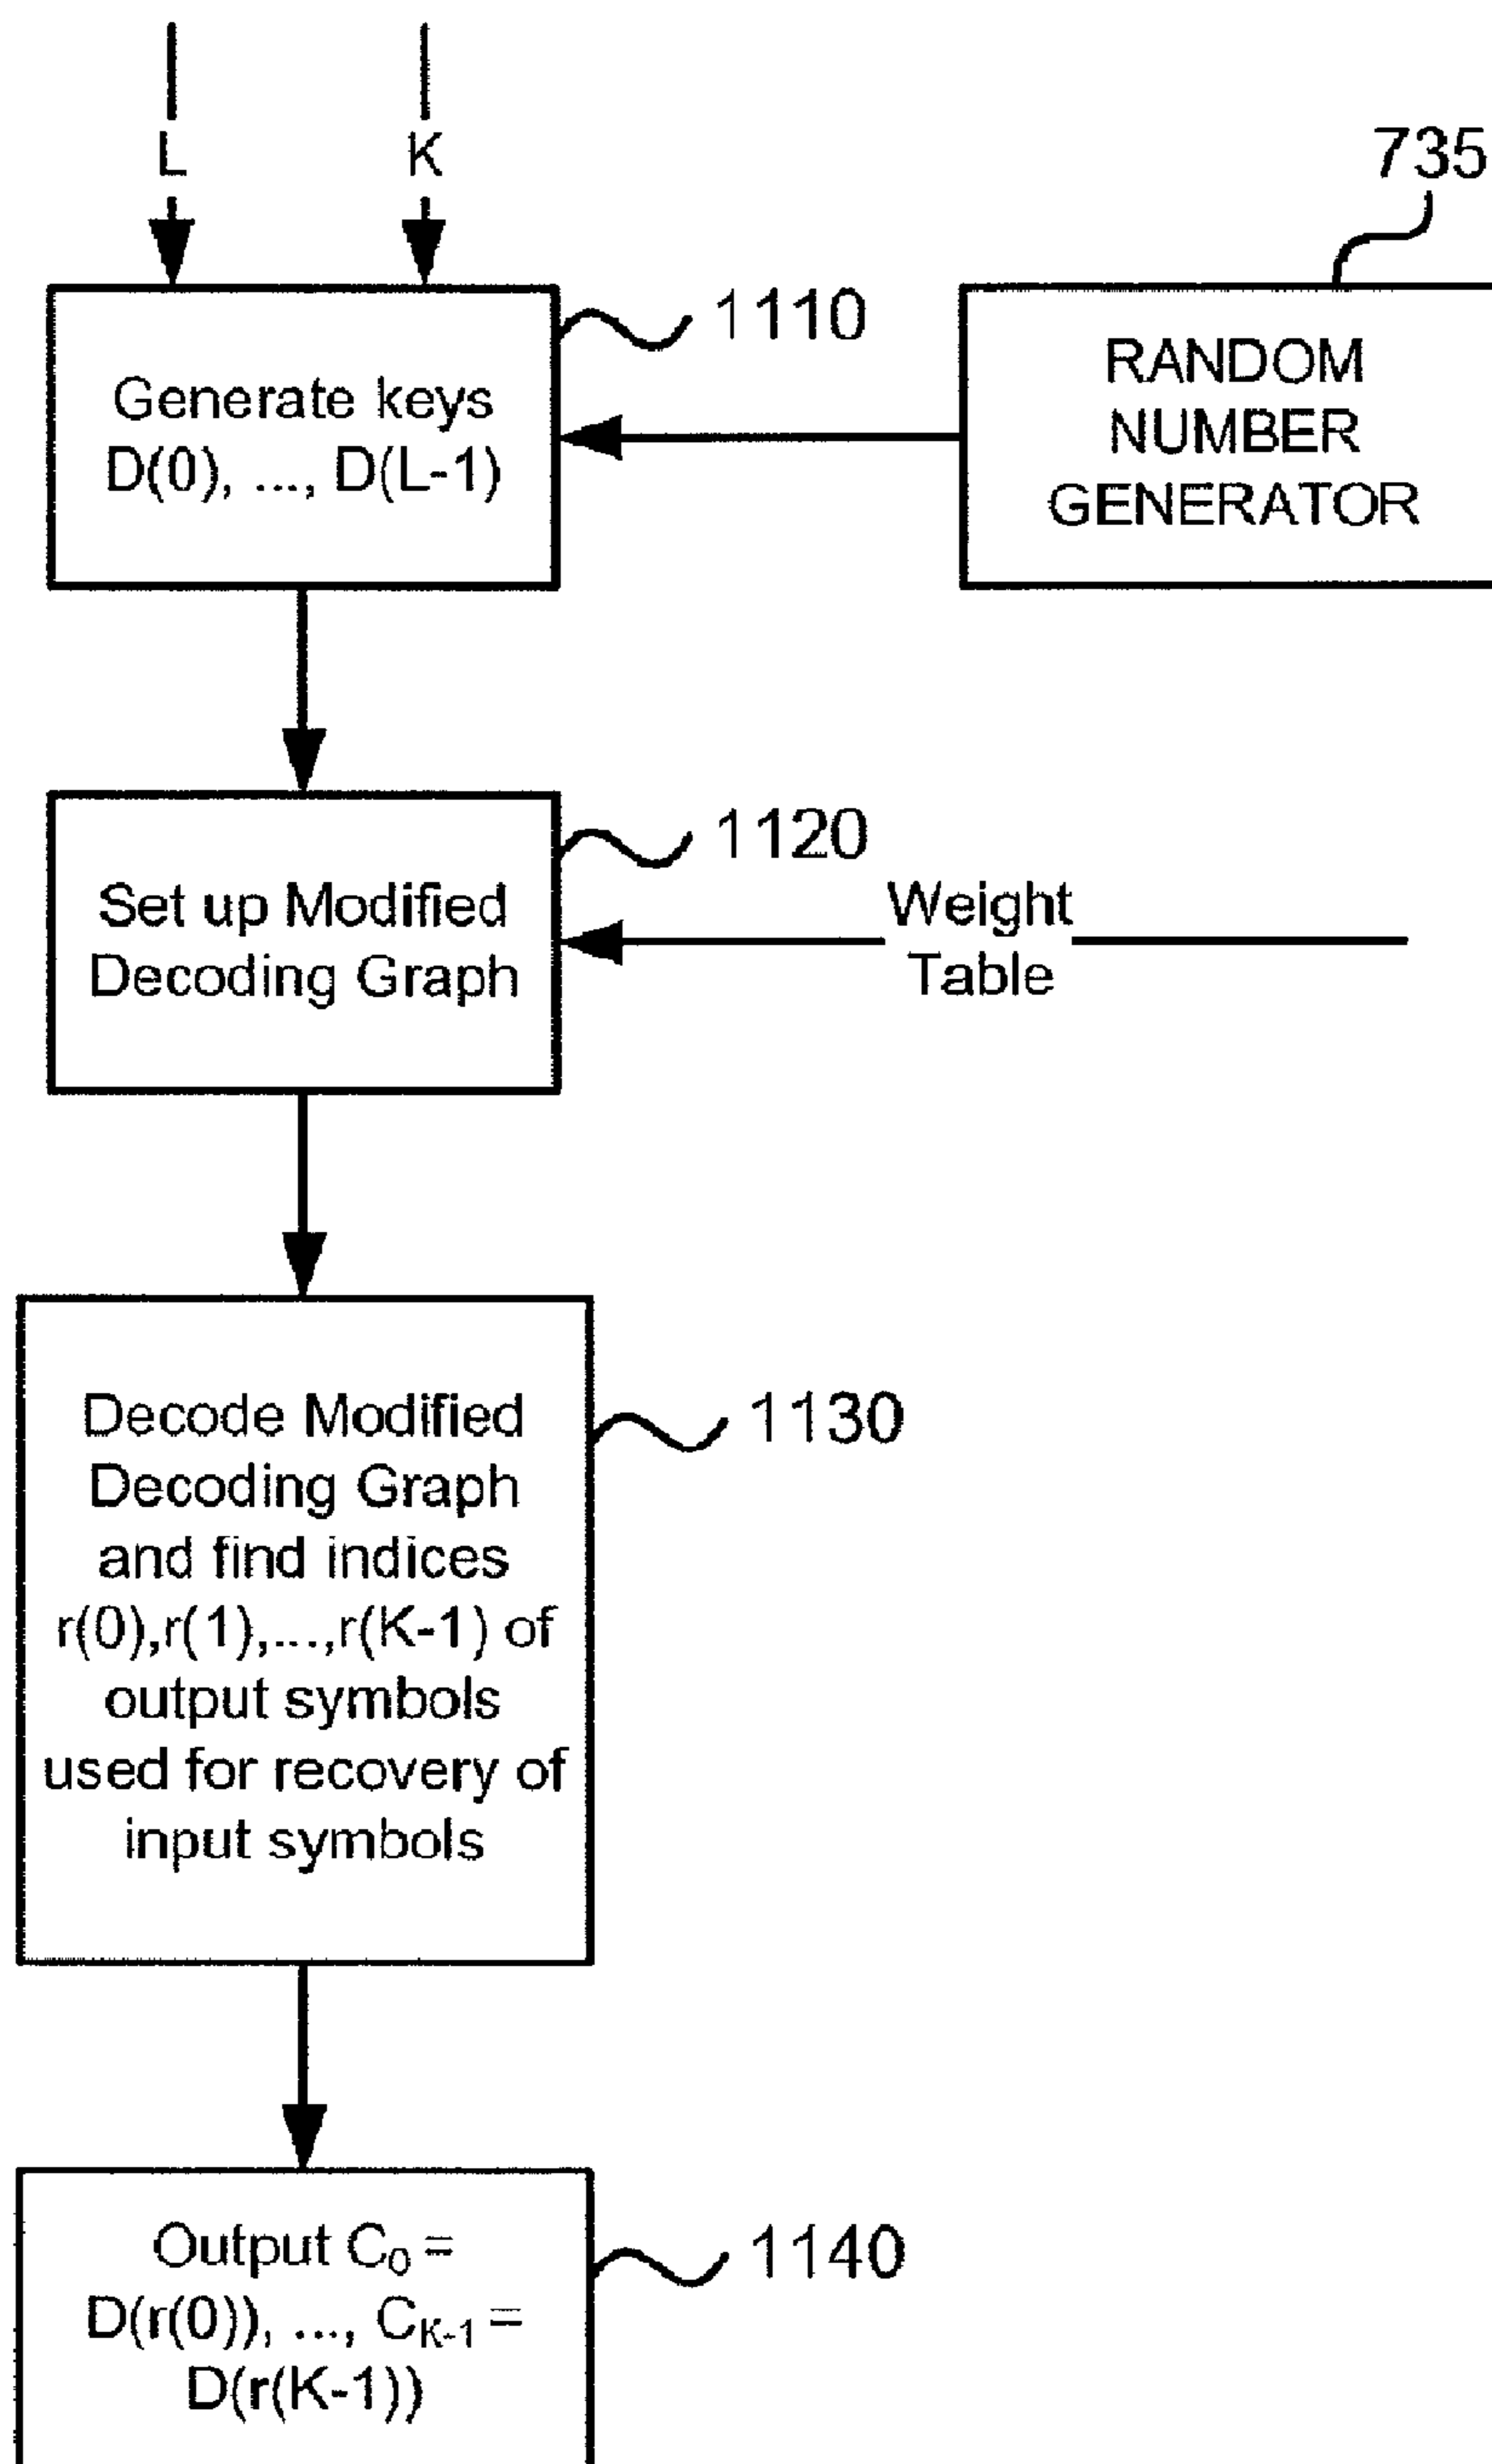 L
K
735
1110
Generate keys
D(0), ..., D(L-1)
RANDOM
NUMBER
GENERATOR
1120
Set up Modified
Decoding Graph
Weight
Table
1130
Decode Modified
Decoding Graph
and find indices
r(0),r(1),...,r(K-1) of
output symbols
used for recovery of
input symbols
1140
Output C₀ =
D(r(0)), ..., C_{K-1} =
D(r(K-1))